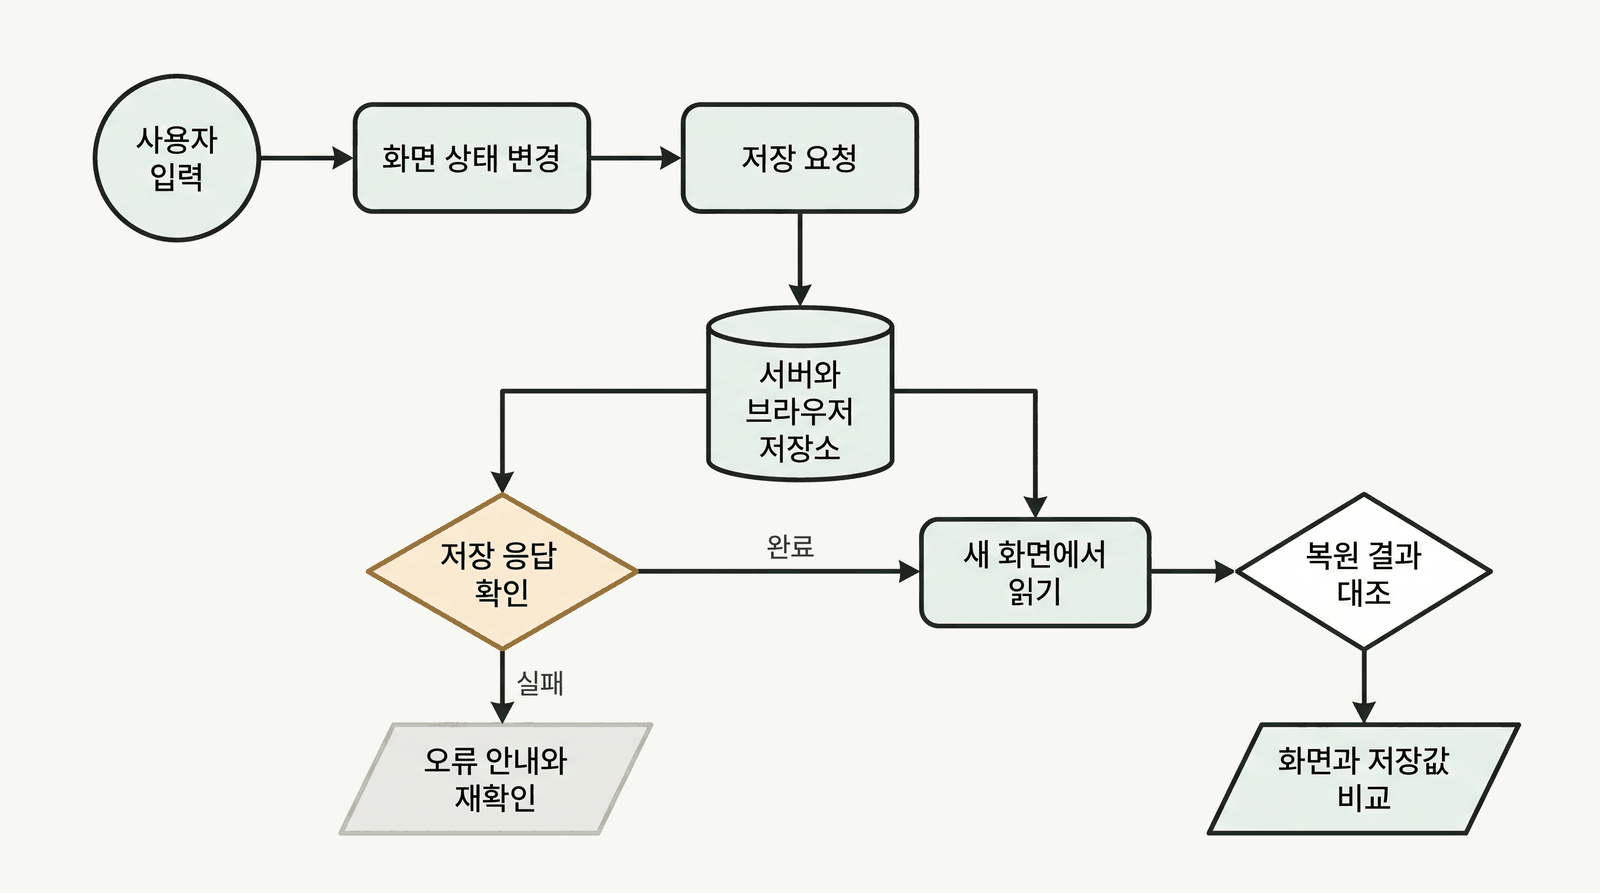 사용자
입력
화면 상태 변경
저장 요청
서버와
브라우저
저장소
저장 응답
확인
완료
새 화면에서
읽기
복원 결과
대조
실패
오류 안내와
재확인
화면과 저장값
비교